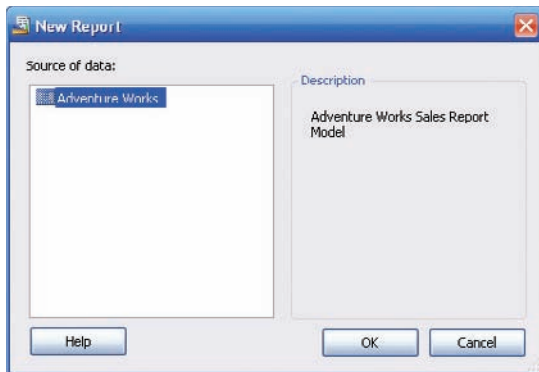 New Report
Source of data:
Adventure Works
Description
Adventure Works Sales Report
Model
Help
OK
Cancel